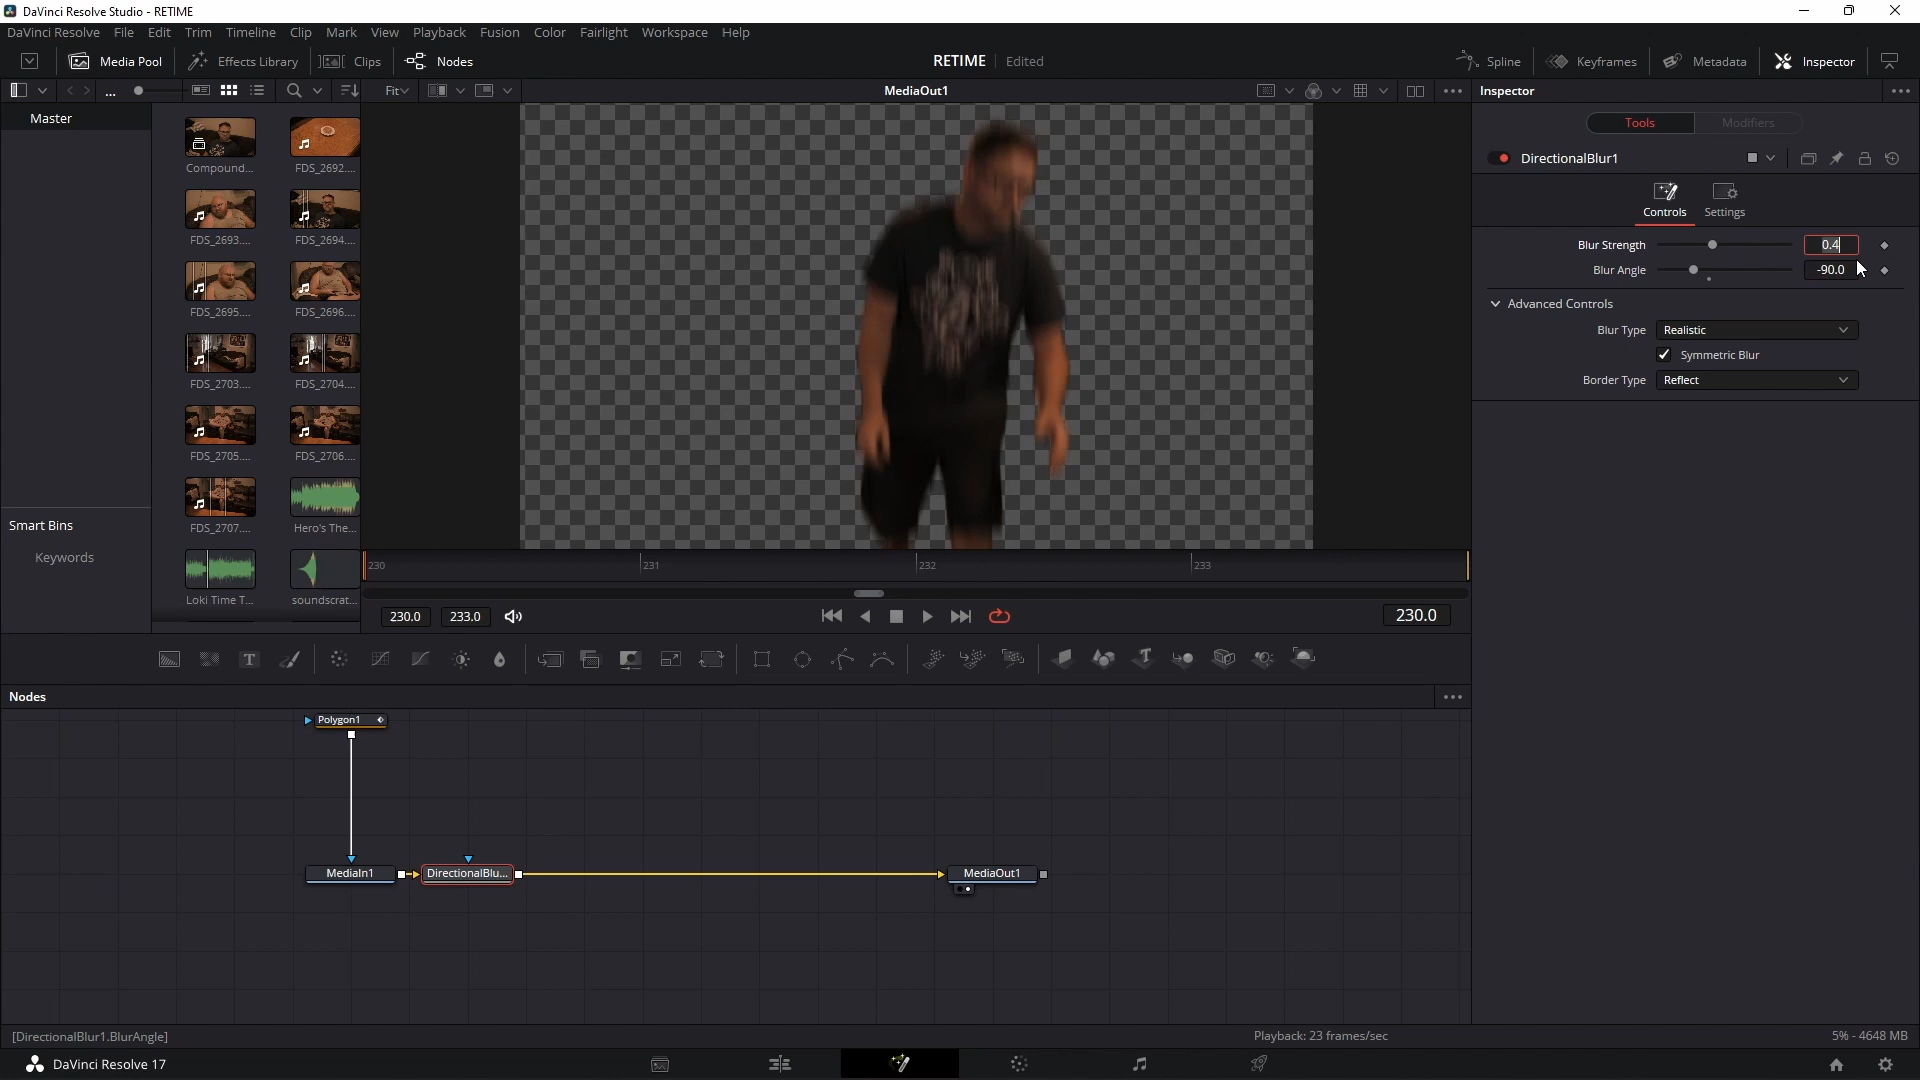 DaVinci Resolve Studio - RETIME
DaVinci Resolve File Edit Trim Timeline Clip Mark View Playback Fusion Color Fairlight Workspace Help
Media Pool Effects Library Clips Nodes RETIME Edited Spline Keyframes Metadata Inspector
... Fit MediaOut1 Inspector
Master
Compound... FDS_2692....
FDS_2693.... FDS_2694....
FDS_2695.... FDS_2696....
FDS_2703.... FDS_2704....
FDS_2705.... FDS_2706....
FDS_2707.... Hero's The...
Loki Time T... soundscrat...
Smart Bins
Keywords
230 231 232 233
230.0 233.0 230.0
Tools Modifiers
DirectionalBlur1
Controls Settings
Blur Strength 0.4
Blur Angle -90.0
Advanced Controls
Blur Type Realistic
Symmetric Blur
Border Type Reflect
T T
Nodes
Polygon1
MediaIn1 DirectionalBlu... MediaOut1
[DirectionalBlur1.BlurAngle] Playback: 23 frames/sec 5% - 4648 MB
DaVinci Resolve 17